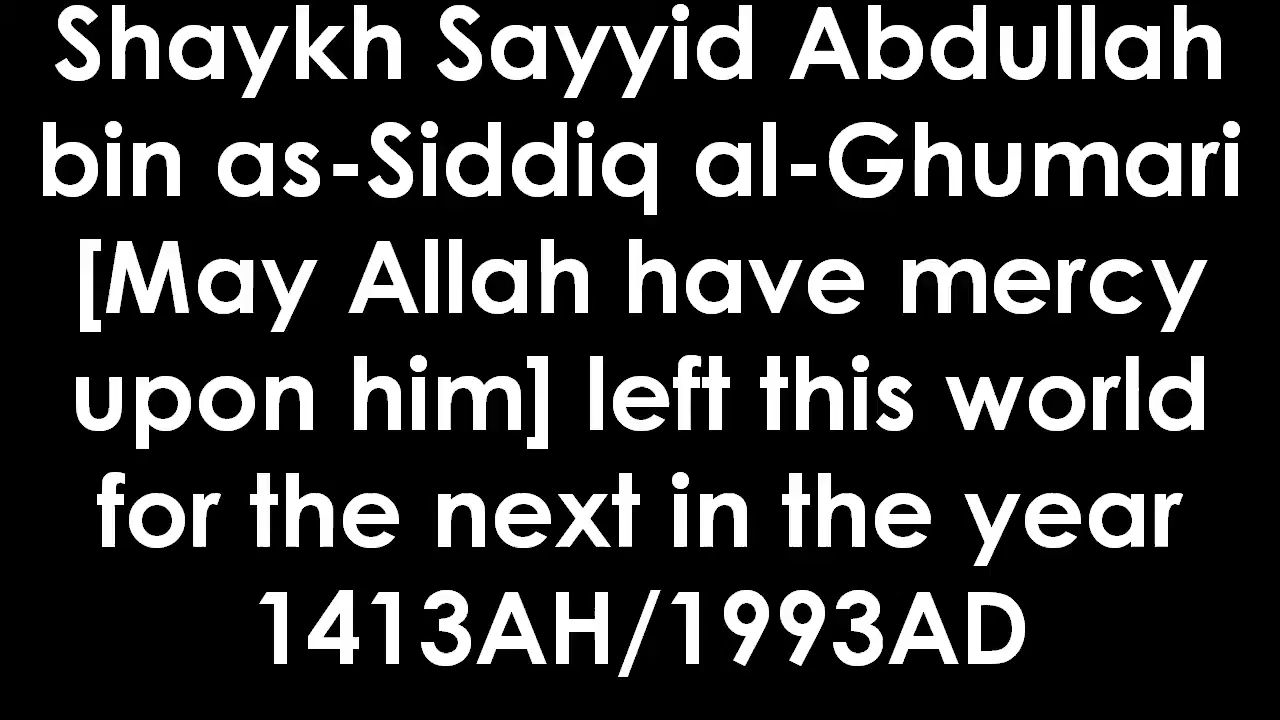 Shaykh Sayyid Abdullah
bin as-Siddiq al-Ghumari
[May Allah have mercy
upon him] left this world
for the next in the year
1413AH/1993AD